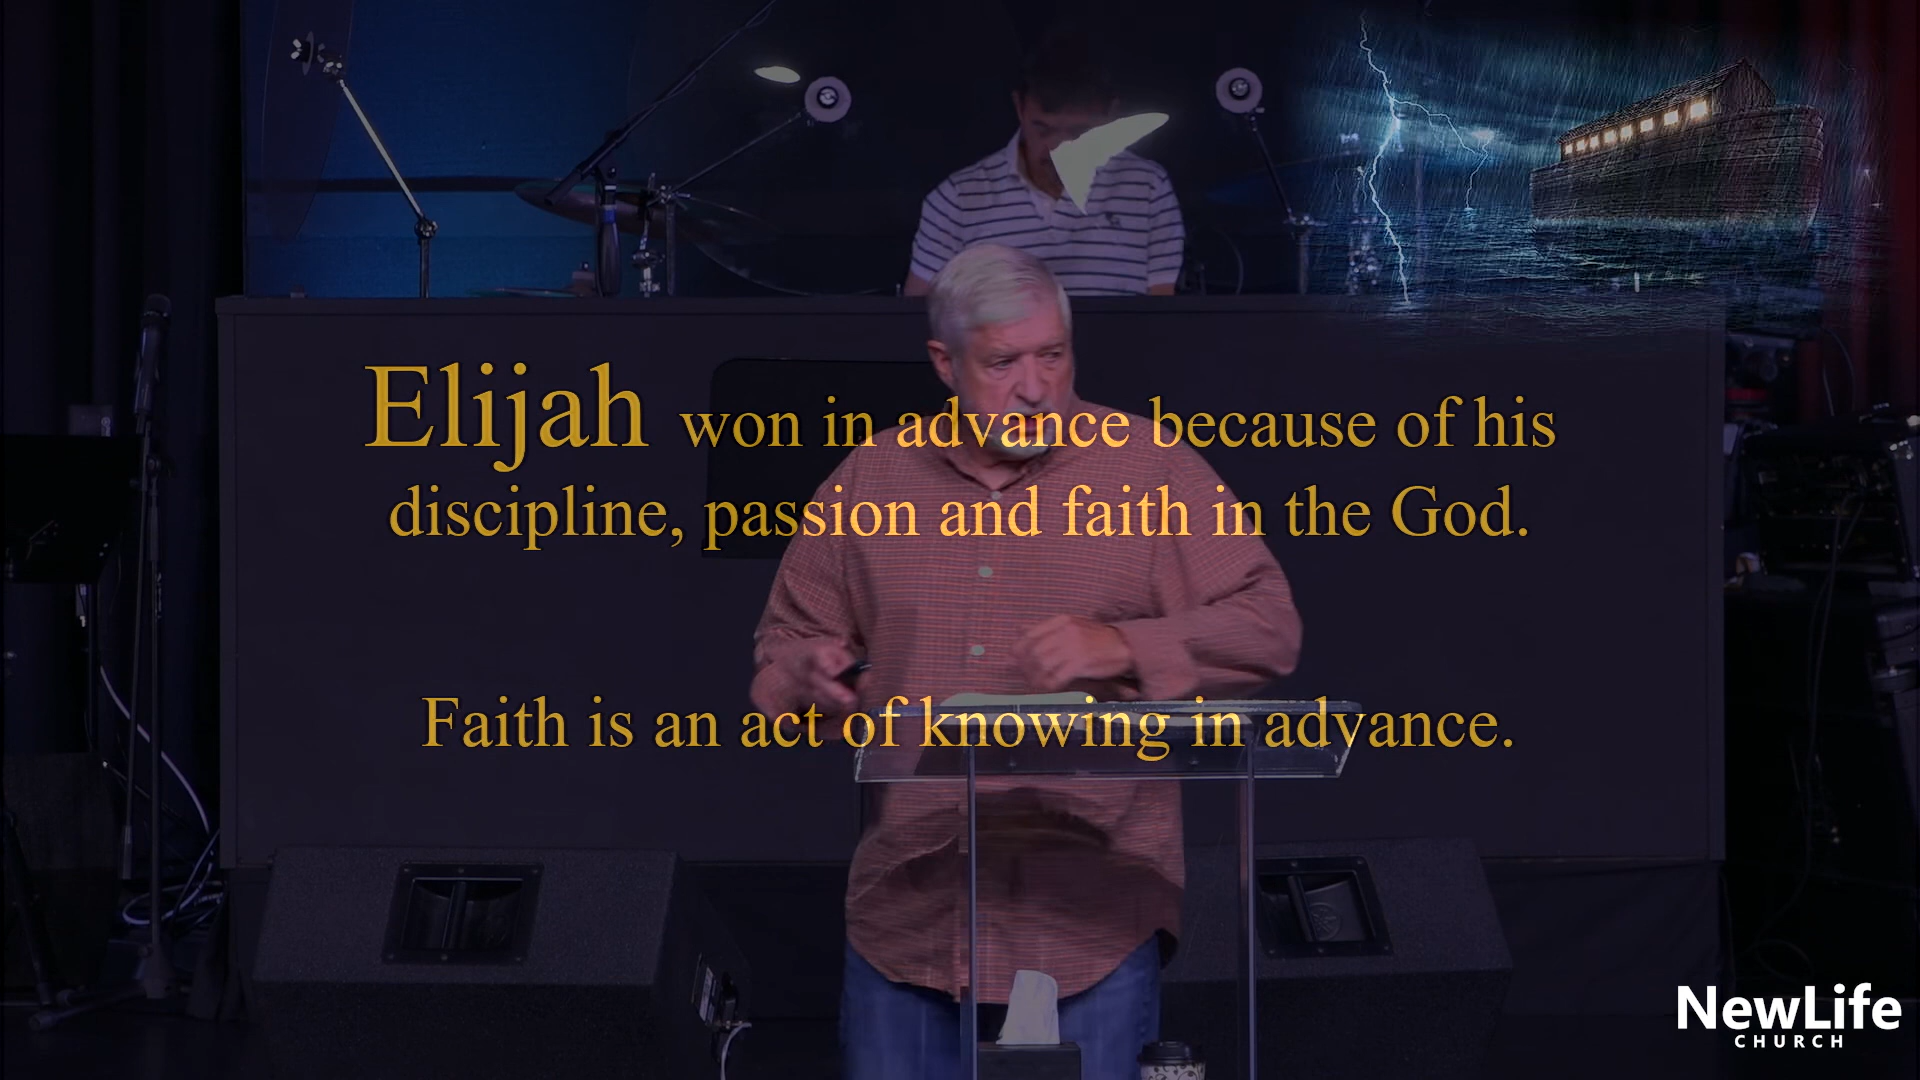 Elijah won in advance because of his
discipline, passion and faith in the God.
Faith is an act of knowing in advance.
NewLife
CHURCH